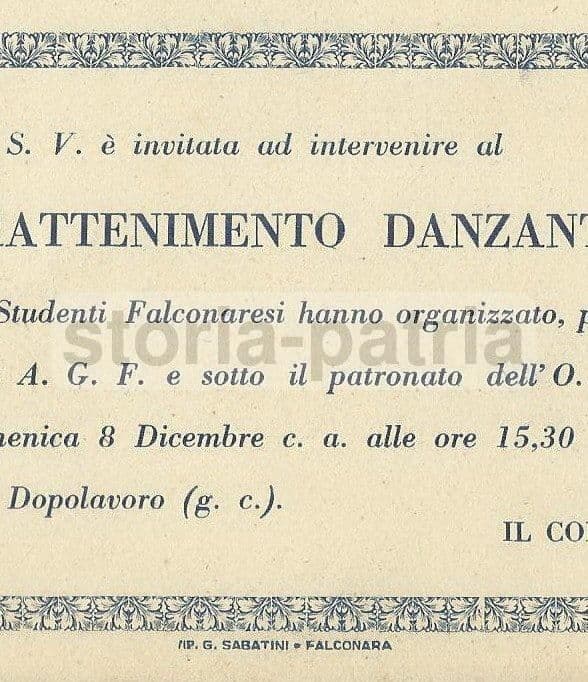 S. V. è invitata ad intervenire al
RATTENIMENTO DANZANT
Studenti Falconaresi hanno organizzato, p
storia-patria
A. G. F. e sotto il patronato dell'O.
menica 8 Dicembre c. a. alle ore 15,30
Dopolavoro (g. c.).
IL CO
TIP. G. SABATINI - FALCONARA